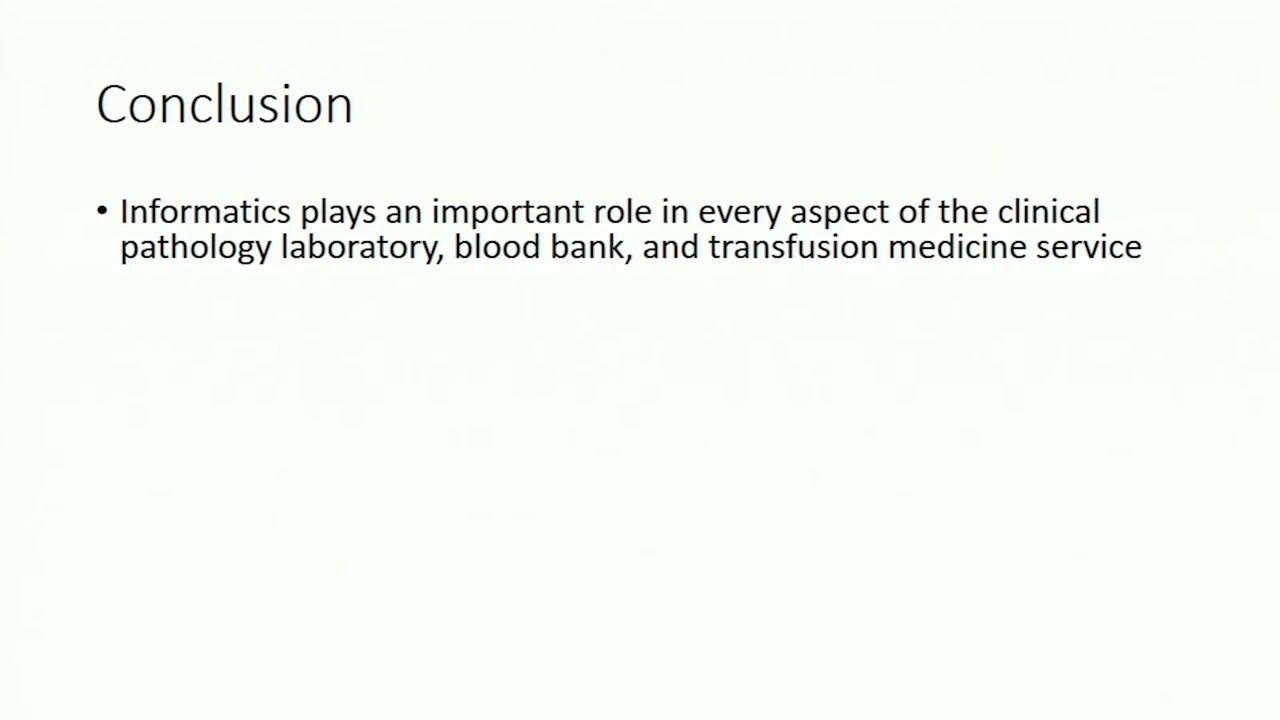 Conclusion
• Informatics plays an important role in every aspect of the clinical
pathology laboratory, blood bank, and transfusion medicine service